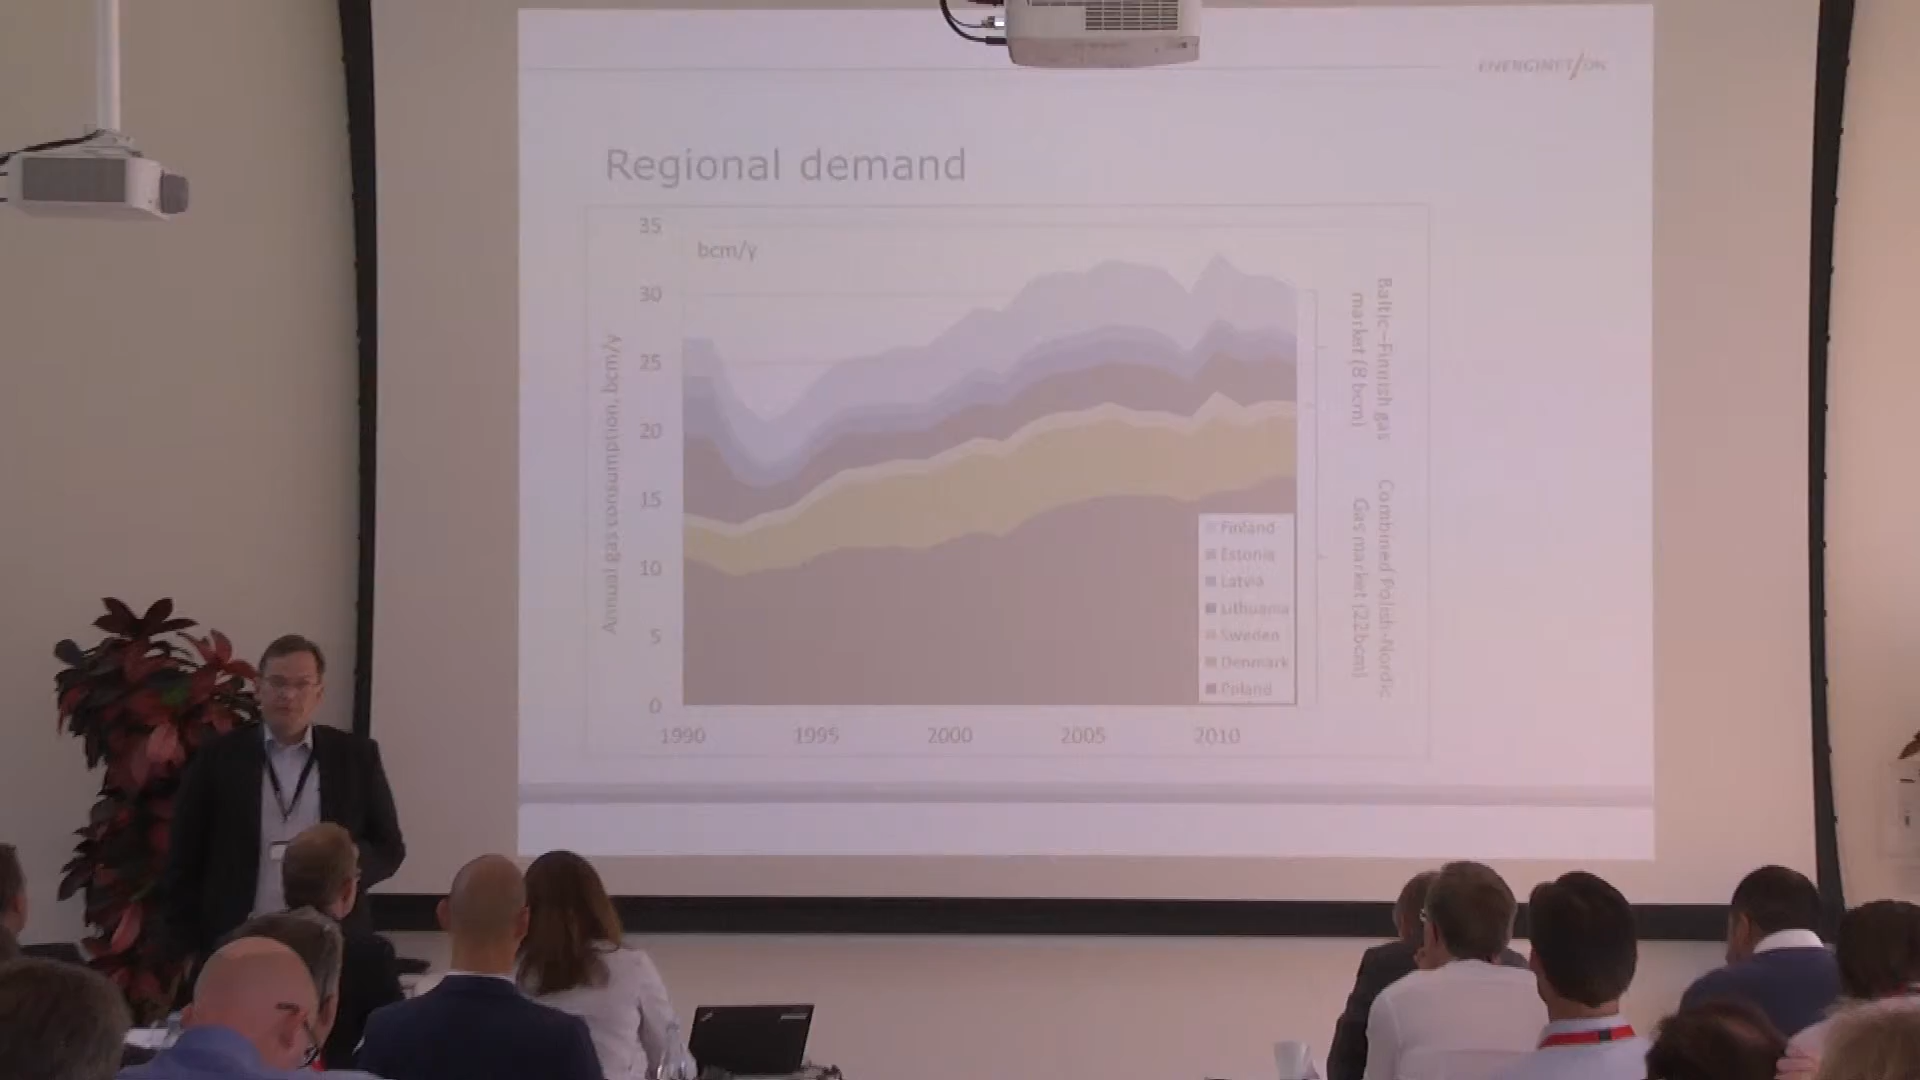 ENERGINET/DK
Regional demand
35
bcm/y
30
25
20
15
10
5
0
Annual gas consumption, bcm/y
1990
1995
2000
2005
2010
Finland
Estonia
Latvia
Lithuania
Sweden
Denmark
Poland
Baltic–Finnish gas
market (8 bcm)
Combined Polish-Nordic
Gas market (22bcm)